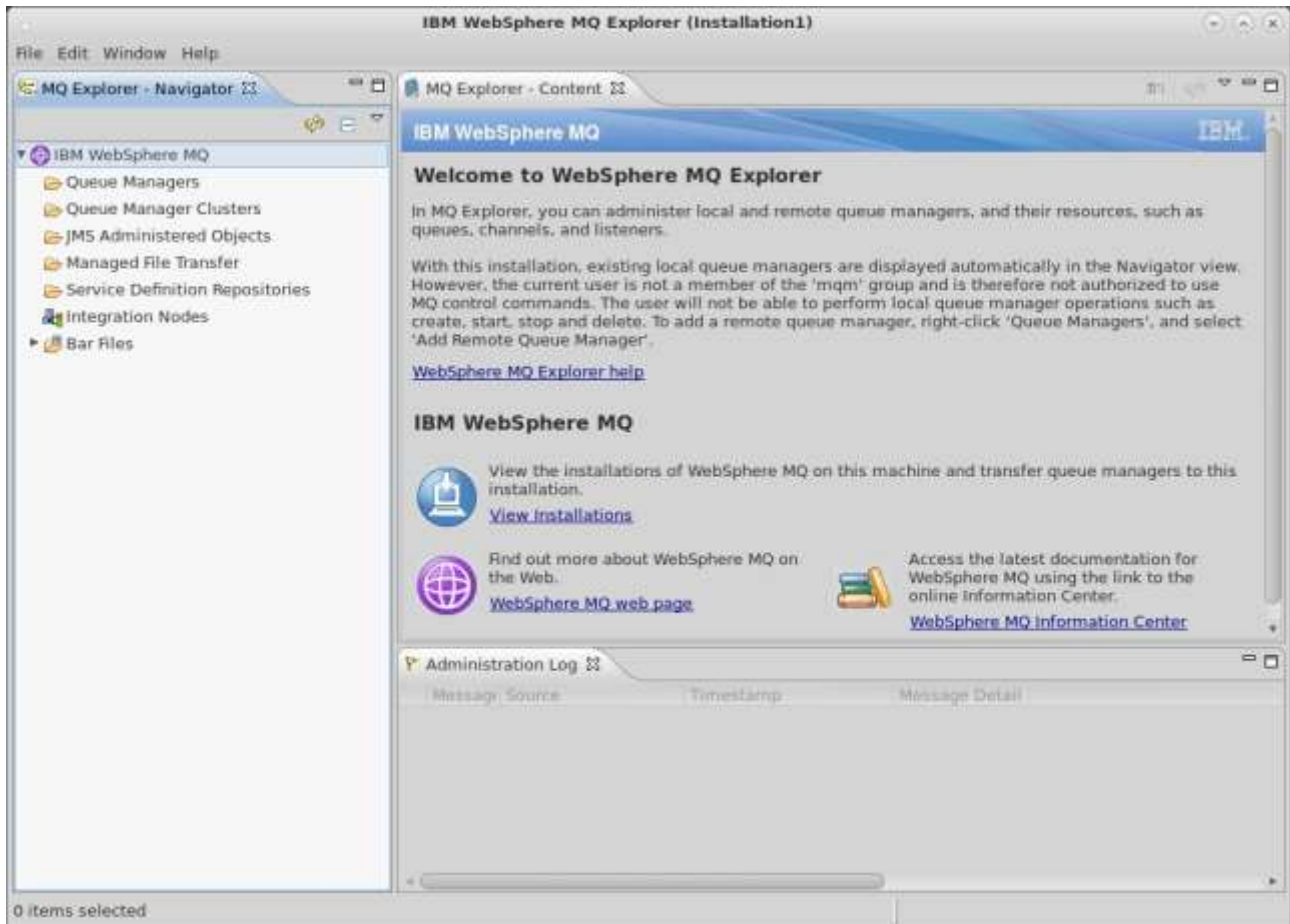 IBM WebSphere MQ Explorer (Installation1)
File Edit Window Help
MQ Explorer - Navigator
IBM WebSphere MQ
Queue Managers
Queue Manager Clusters
JMS Administered Objects
Managed File Transfer
Service Definition Repositories
Integration Nodes
Bar Files
MQ Explorer - Content
IBM WebSphere MQ
IBM
Welcome to WebSphere MQ Explorer
In MQ Explorer, you can administer local and remote queue managers, and their resources, such as
queues, channels, and listeners.
With this installation, existing local queue managers are displayed automatically in the Navigator view.
However, the current user is not a member of the 'mqm' group and is therefore not authorized to use
MQ control commands. The user will not be able to perform local queue manager operations such as
create, start, stop and delete. To add a remote queue manager, right-click 'Queue Managers', and select
'Add Remote Queue Manager'.
WebSphere MQ Explorer help
IBM WebSphere MQ
View the installations of WebSphere MQ on this machine and transfer queue managers to this
installation.
View Installations
Find out more about WebSphere MQ on
the Web.
WebSphere MQ web page
Access the latest documentation for
WebSphere MQ using the link to the
online Information Center.
WebSphere MQ Information Center
Administration Log
Message Source Timestamp Message Detail
0 items selected